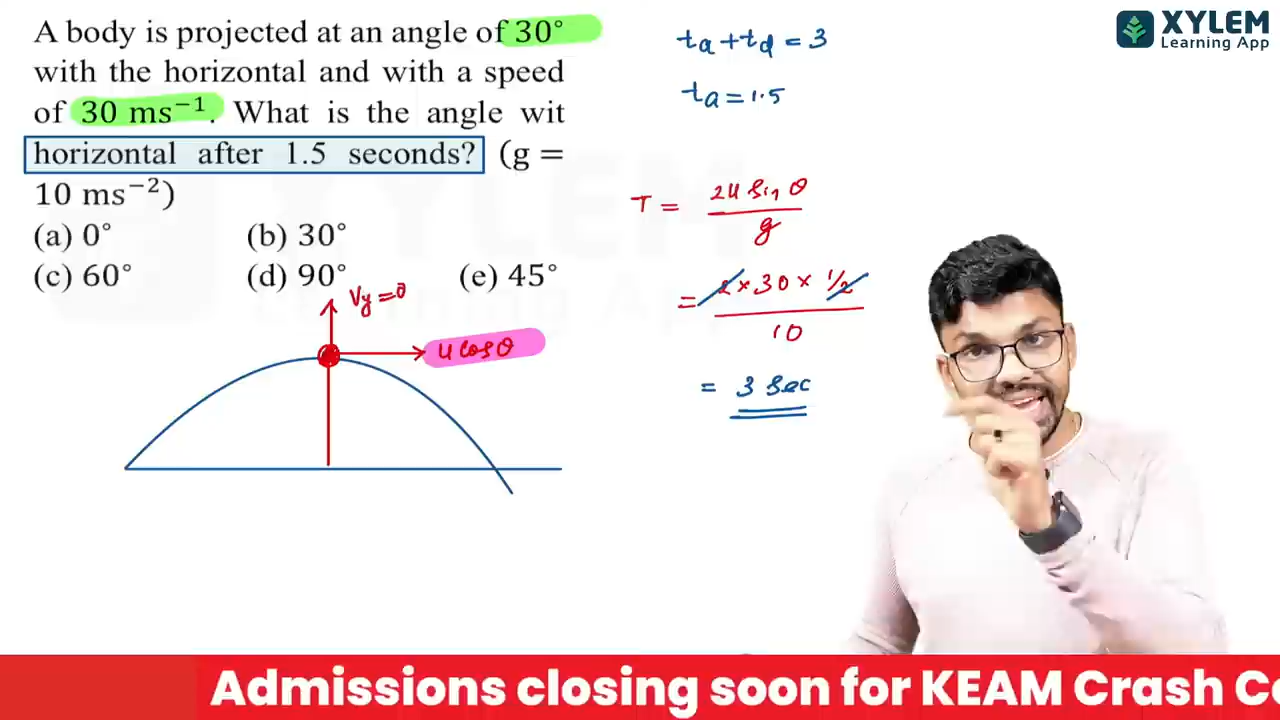 A body is projected at an angle of 30°
with the horizontal and with a speed
of 30 ms⁻¹. What is the angle wit
horizontal after 1.5 seconds? (g =
10 ms⁻²)
(a) 0° (b) 30°
(c) 60° (d) 90° (e) 45°
Vy = 0
u cos θ
ta + td = 3
ta = 1.5
T = 2u sin θ / g
= 2 × 30 × 1/2 / 10
= 3 sec
XYLEM
Learning App
XYLEM
Learning App
Admissions closing soon for KEAM Crash Co